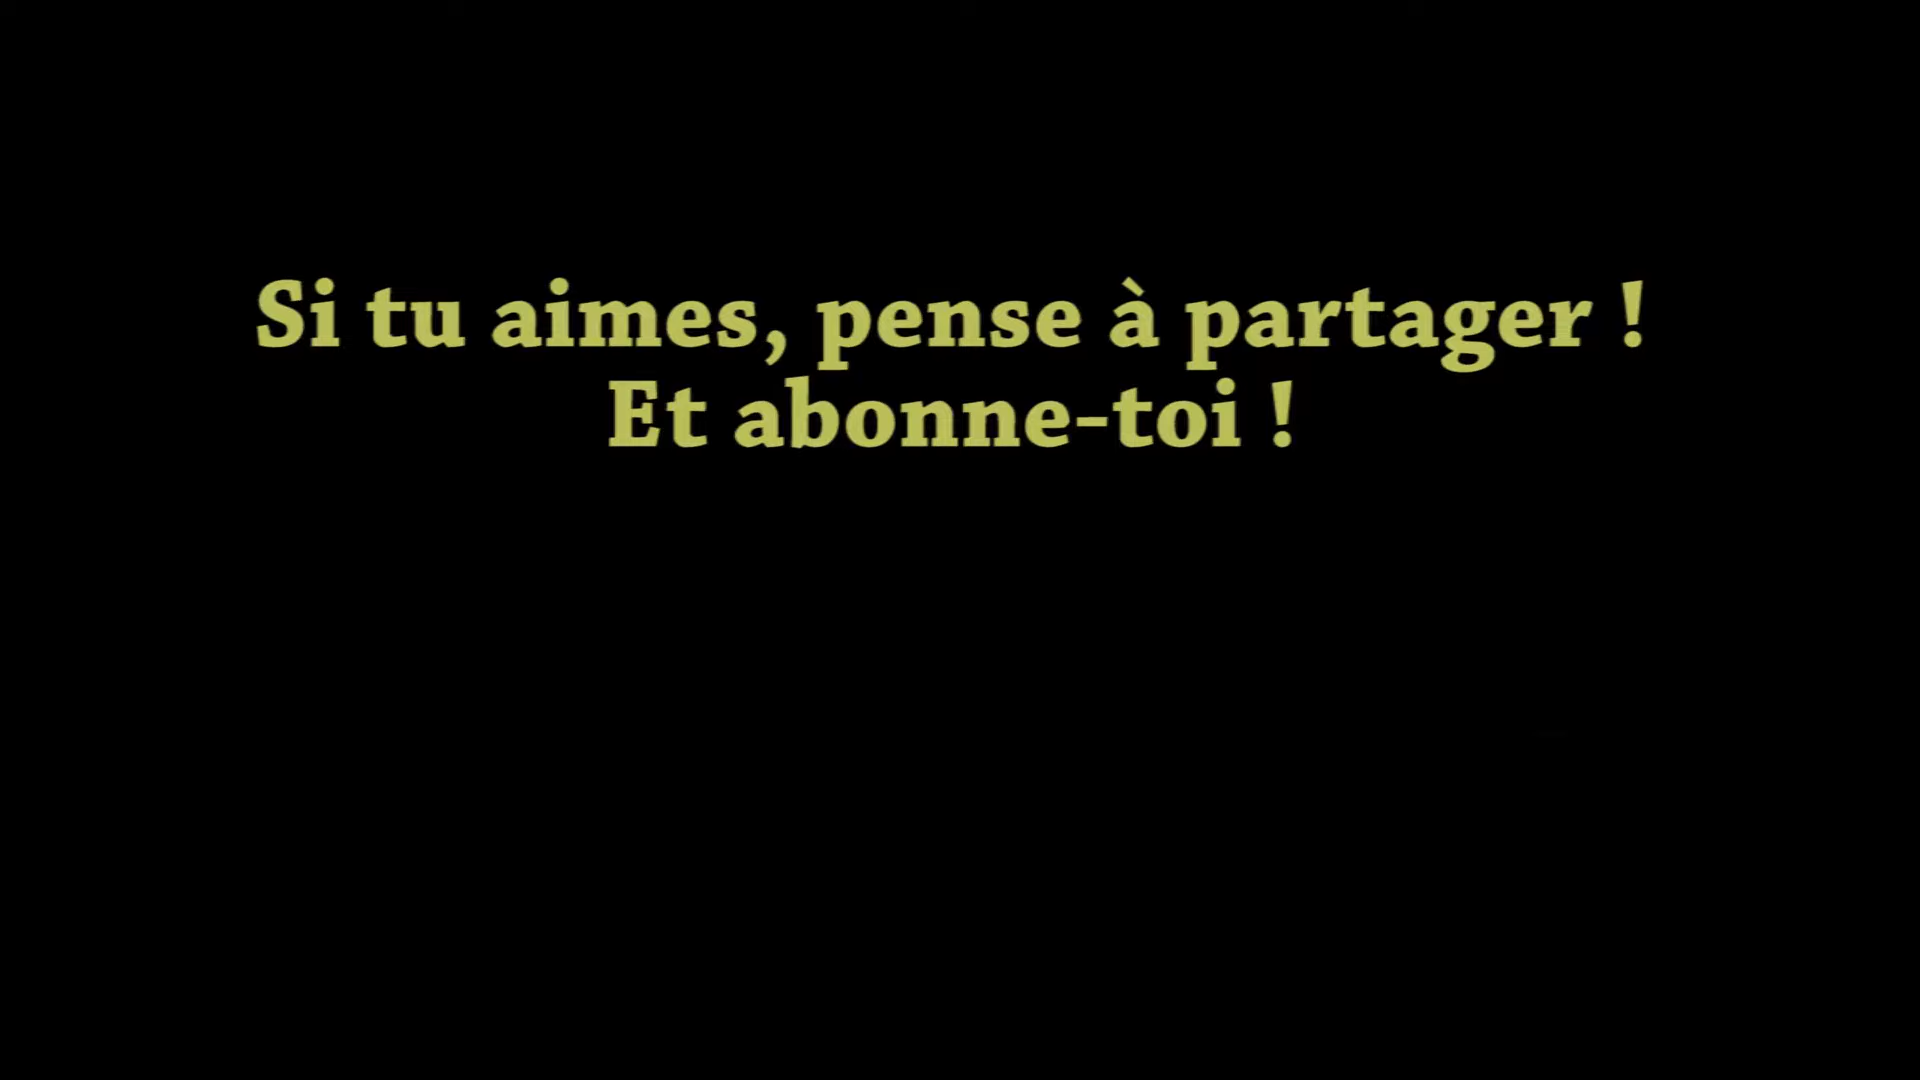 Si tu aimes, pense à partager !
Et abonne-toi !